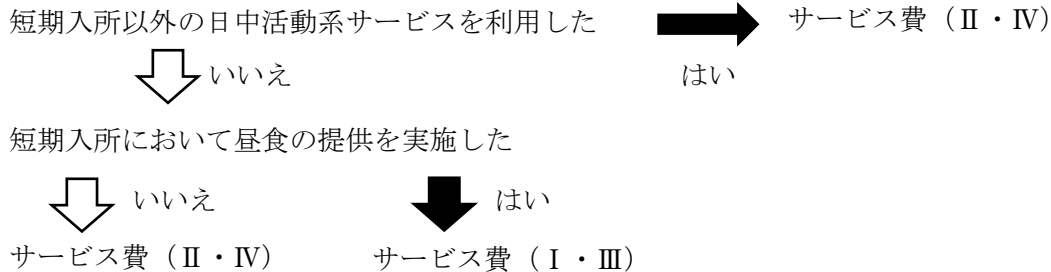 短期入所以外の日中活動系サービスを利用した サービス費（Ⅱ・Ⅳ）
いいえ はい
短期入所において昼食の提供を実施した
いいえ はい
サービス費（Ⅱ・Ⅳ） サービス費（Ⅰ・Ⅲ）